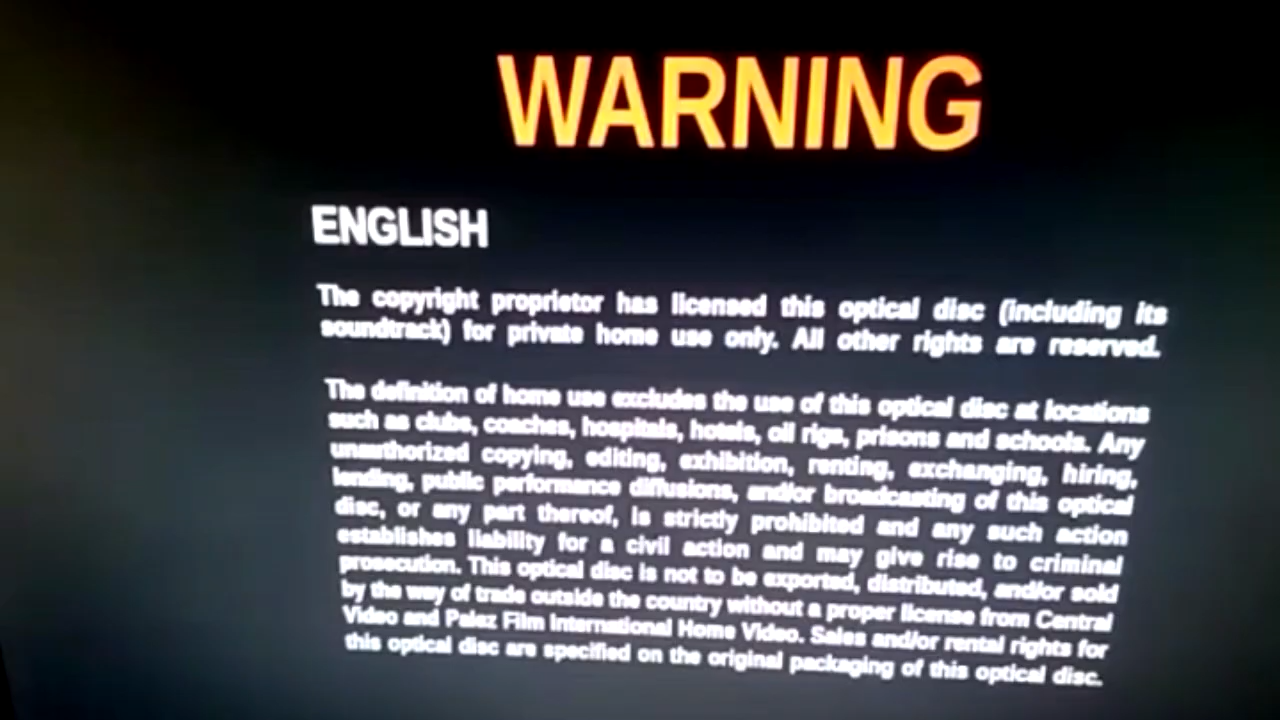 WARNING
ENGLISH
The copyright proprietor has licensed this optical disc (including its
soundtrack) for private home use only. All other rights are reserved.
The definition of home use excludes the use of this optical disc at locations
such as clubs, coaches, hospitals, hotels, oil rigs, prisons and schools. Any
unauthorized copying, editing, exhibition, renting, exchanging, hiring,
lending, public performance diffusions, and/or broadcasting of this optical
disc, or any part thereof, is strictly prohibited and any such action
establishes liability for a civil action and may give rise to criminal
prosecution. This optical disc is not to be exported, distributed, and/or sold
by the way of trade outside the country without a proper license from Central
Video and Palez Film International Home Video. Sales and/or rental rights for
this optical disc are specified on the original packaging of this optical disc.